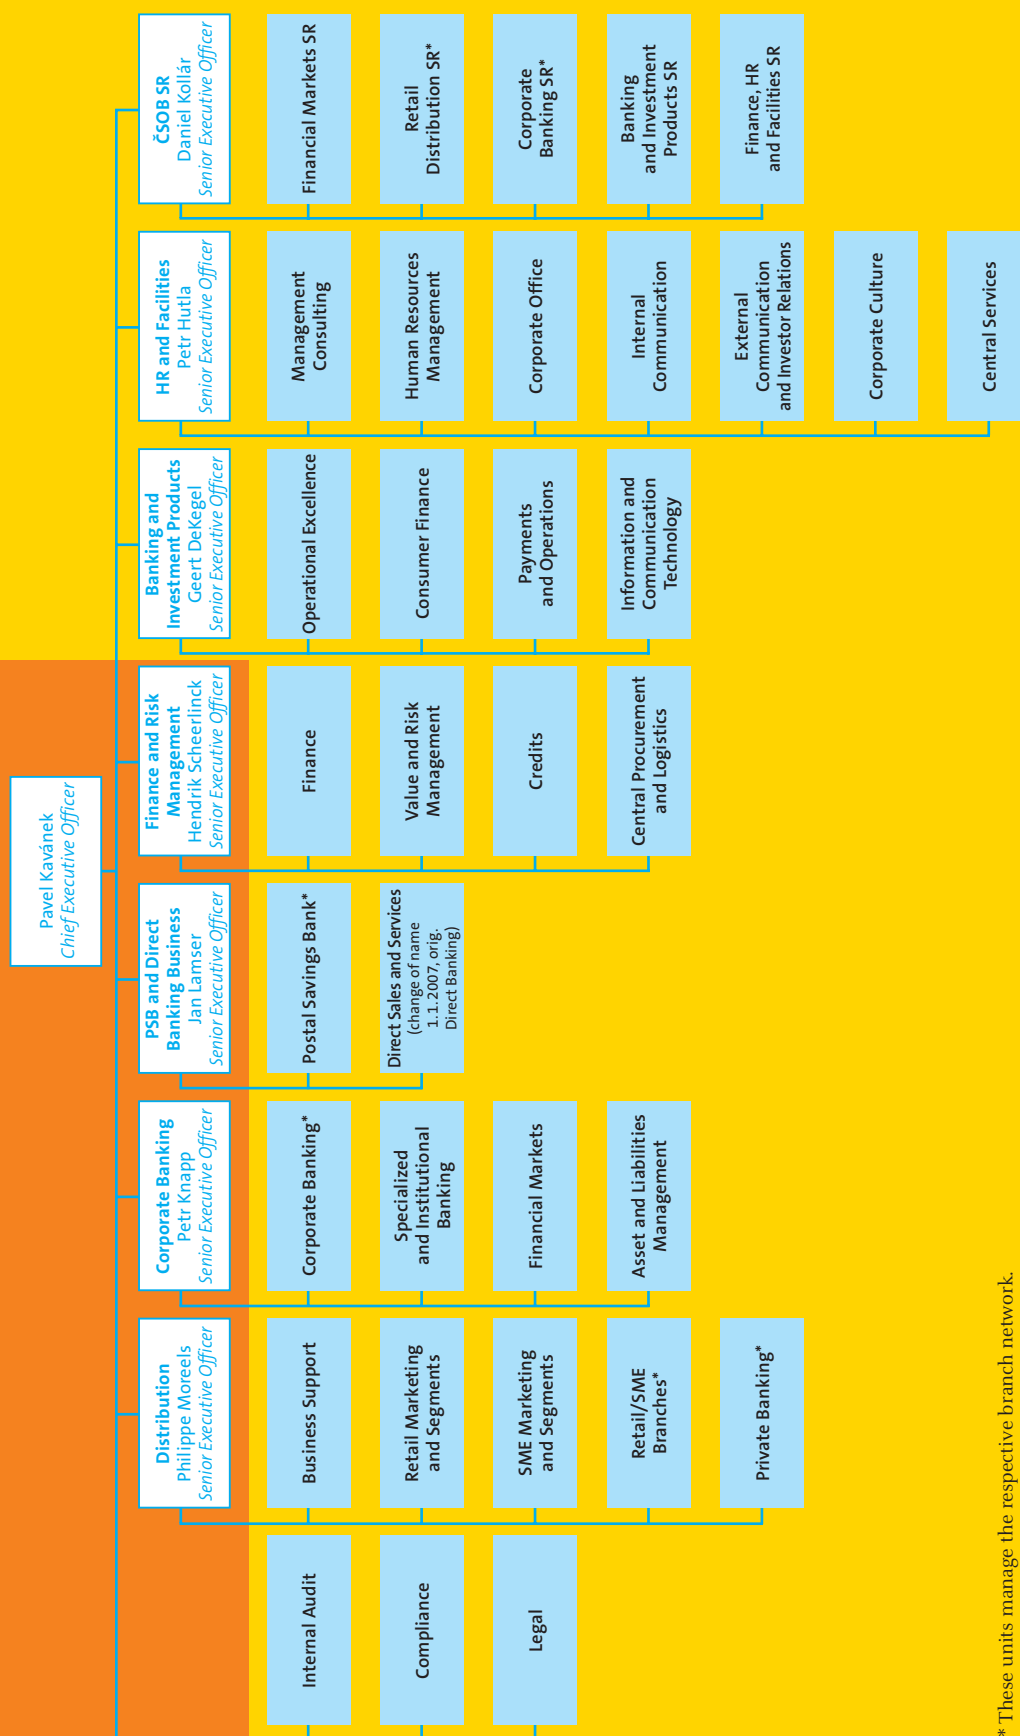 Pavel Kavánek
Chief Executive Officer
Distribution
Philippe Moreels
Senior Executive Officer
Corporate Banking
Petr Knapp
Senior Executive Officer
PSB and Direct
Banking Business
Jan Lamser
Senior Executive Officer
Finance and Risk
Management
Hendrik Scheerlinck
Senior Executive Officer
Banking and
Investment Products
Geert DeKegel
Senior Executive Officer
HR and Facilities
Petr Hutla
Senior Executive Officer
ČSOB SR
Daniel Kollár
Senior Executive Officer
Internal Audit
Compliance
Legal
Business Support
Retail Marketing
and Segments
SME Marketing
and Segments
Retail/SME
Branches*
Private Banking*
Corporate Banking*
Specialized
and Institutional
Banking
Financial Markets
Asset and Liabilities
Management
Postal Savings Bank*
Direct Sales and Services
(change of name
1.1.2007, orig.
Direct Banking)
Finance
Value and Risk
Management
Credits
Central Procurement
and Logistics
Operational Excellence
Consumer Finance
Payments
and Operations
Information and
Communication
Technology
Management
Consulting
Human Resources
Management
Corporate Office
Internal
Communication
External
Communication
and Investor Relations
Corporate Culture
Central Services
Financial Markets SR
Retail
Distribution SR*
Corporate
Banking SR*
Banking
and Investment
Products SR
Finance, HR
and Facilities SR
* These units manage the respective branch network.